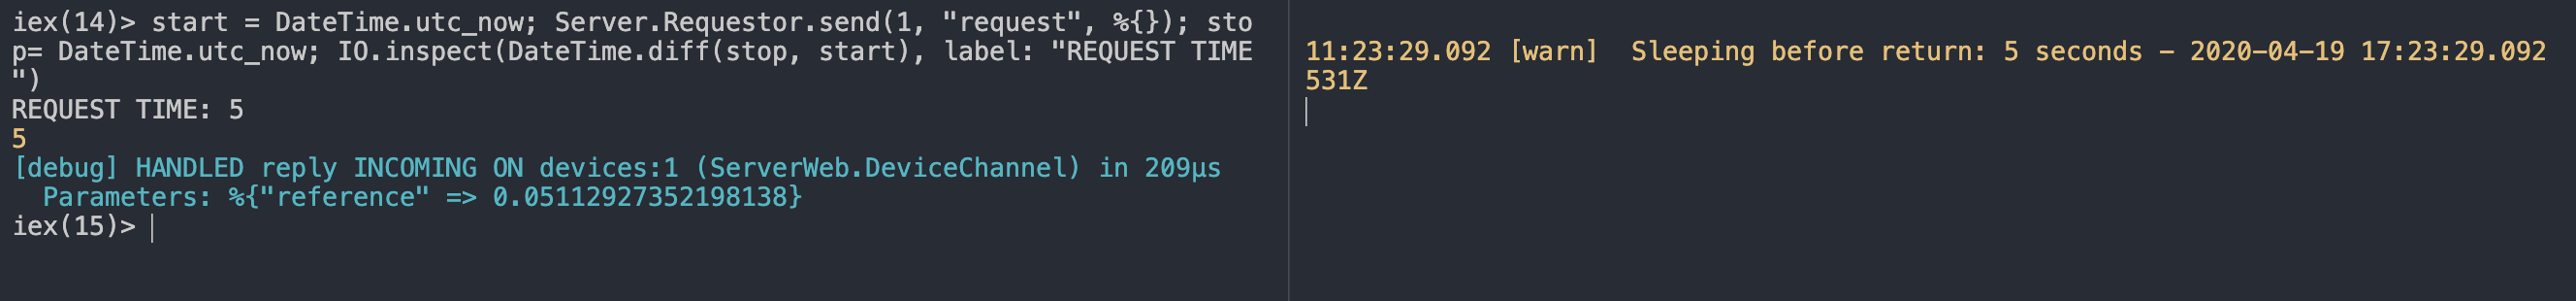 iex(14)> start = DateTime.utc_now; Server.Requestor.send(1, "request", %{}); sto
p= DateTime.utc_now; IO.inspect(DateTime.diff(stop, start), label: "REQUEST TIME
")
REQUEST TIME: 5
5
[debug] HANDLED reply INCOMING ON devices:1 (ServerWeb.DeviceChannel) in 209µs
  Parameters: %{"reference" => 0.05112927352198138}
iex(15)>
11:23:29.092 [warn]  Sleeping before return: 5 seconds - 2020-04-19 17:23:29.092
531Z